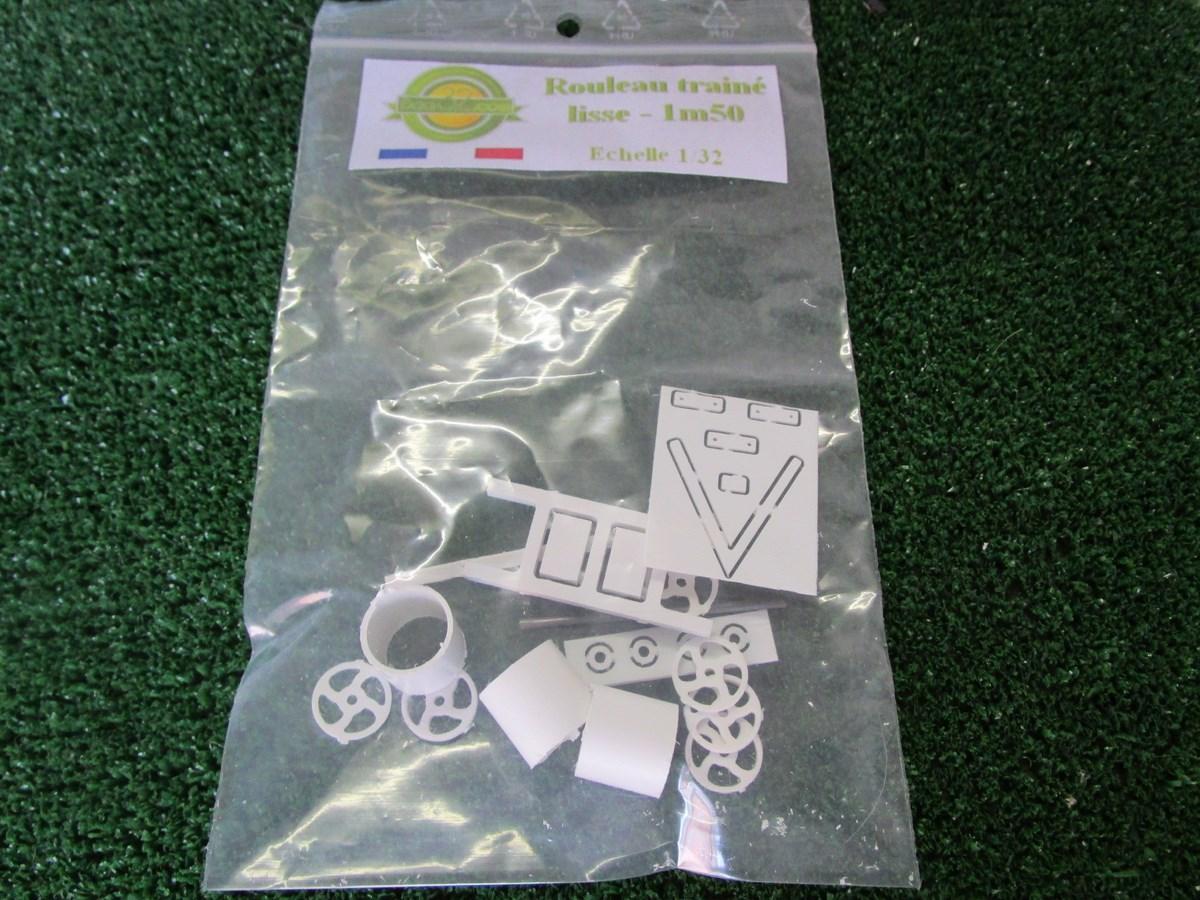 Rouleau trainé
lisse - 1m50
Echelle 1/32